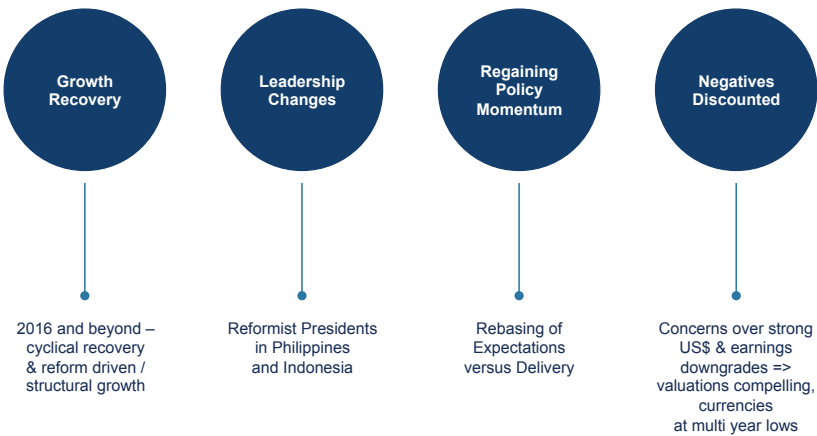 Growth
Recovery
Leadership
Changes
Regaining
Policy
Momentum
Negatives
Discounted
2016 and beyond –
cyclical recovery
& reform driven /
structural growth
Reformist Presidents
in Philippines
and Indonesia
Rebasing of
Expectations
versus Delivery
Concerns over strong
US$ & earnings
downgrades =>
valuations compelling,
currencies
at multi year lows